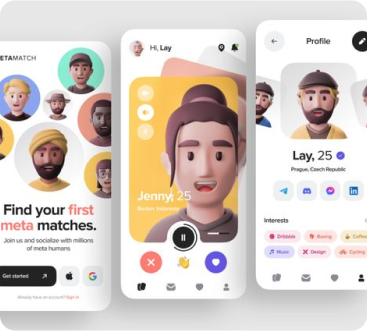 METAMATCH
Find your first
meta matches.
Join us and socialize with millions
of meta humans
Get started
Already have an account? Sign in
Hi, Lay
Jenny, 25
Profile
Lay, 25
Prague, Czech Republic
Interests
Dribbble
Boxing
Coffee
Music
Design
Cycling